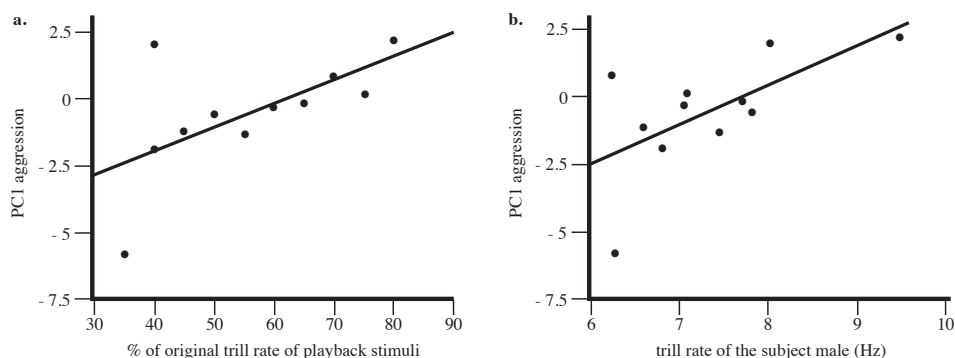 a.
2.5
0
- 2.5
- 5
- 7.5
PC1 aggression
30 40 50 60 70 80 90
% of original trill rate of playback stimuli
b.
2.5
0
- 2.5
- 5
- 7.5
PC1 aggression
6 7 8 9 10
trill rate of the subject male (Hz)